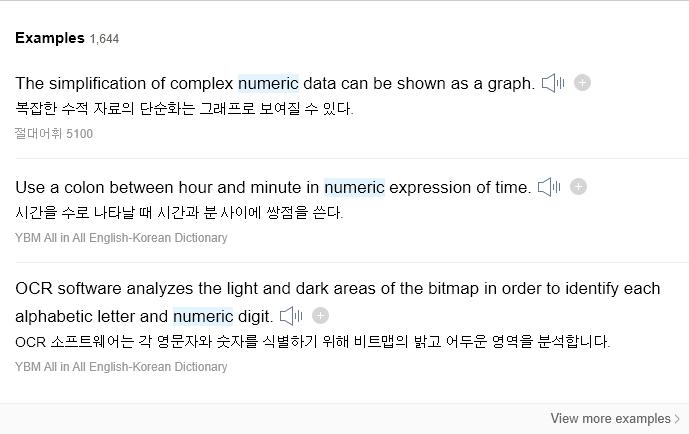 Examples 1,644
The simplification of complex numeric data can be shown as a graph.
복잡한 수적 자료의 단순화는 그래프로 보여질 수 있다.
절대어휘 5100
Use a colon between hour and minute in numeric expression of time.
시간을 수로 나타날 때 시간과 분 사이에 쌍점을 쓴다.
YBM All in All English-Korean Dictionary
OCR software analyzes the light and dark areas of the bitmap in order to identify each
alphabetic letter and numeric digit.
OCR 소프트웨어는 각 영문자와 숫자를 식별하기 위해 비트맵의 밝고 어두운 영역을 분석합니다.
YBM All in All English-Korean Dictionary
View more examples